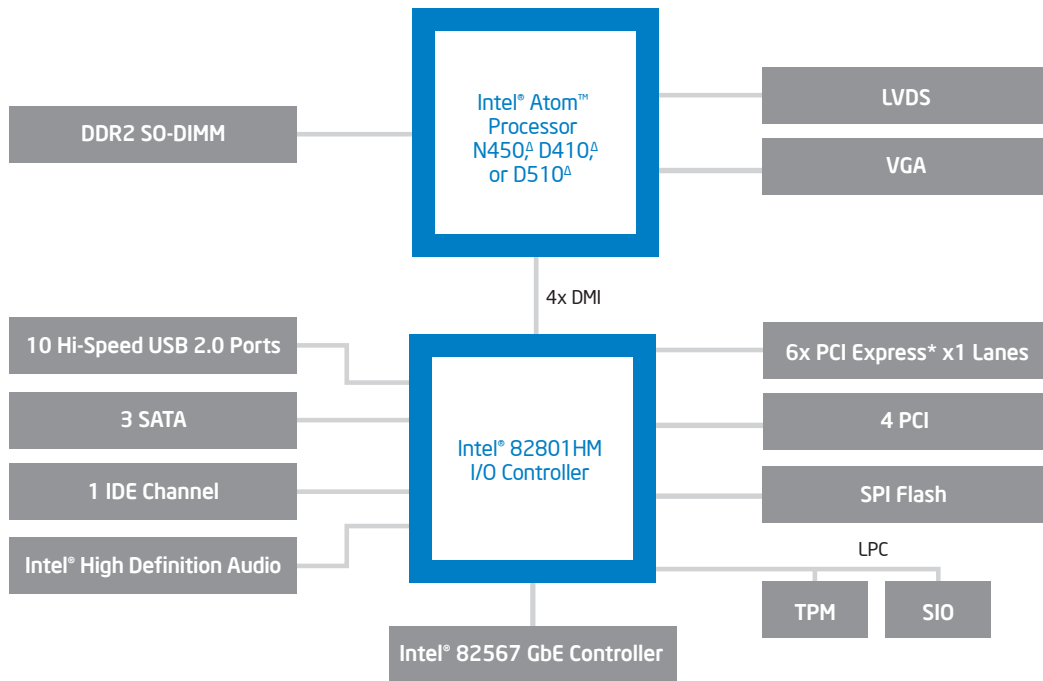 Intel® Atom™
Processor
N450,Δ D410,Δ
or D510Δ
DDR2 SO-DIMM
LVDS
VGA
4x DMI
10 Hi-Speed USB 2.0 Ports
3 SATA
1 IDE Channel
Intel® High Definition Audio
Intel® 82801HM
I/O Controller
6x PCI Express* x1 Lanes
4 PCI
SPI Flash
LPC
TPM
SIO
Intel® 82567 GbE Controller